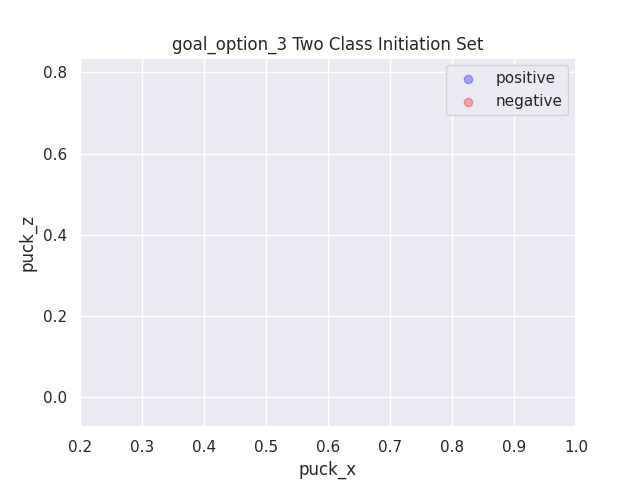 goal_option_3 Two Class Initiation Set
positive
negative
0.8
0.6
0.4
0.2
0.0
puck_z
0.2 0.3 0.4 0.5 0.6 0.7 0.8 0.9 1.0
puck_x